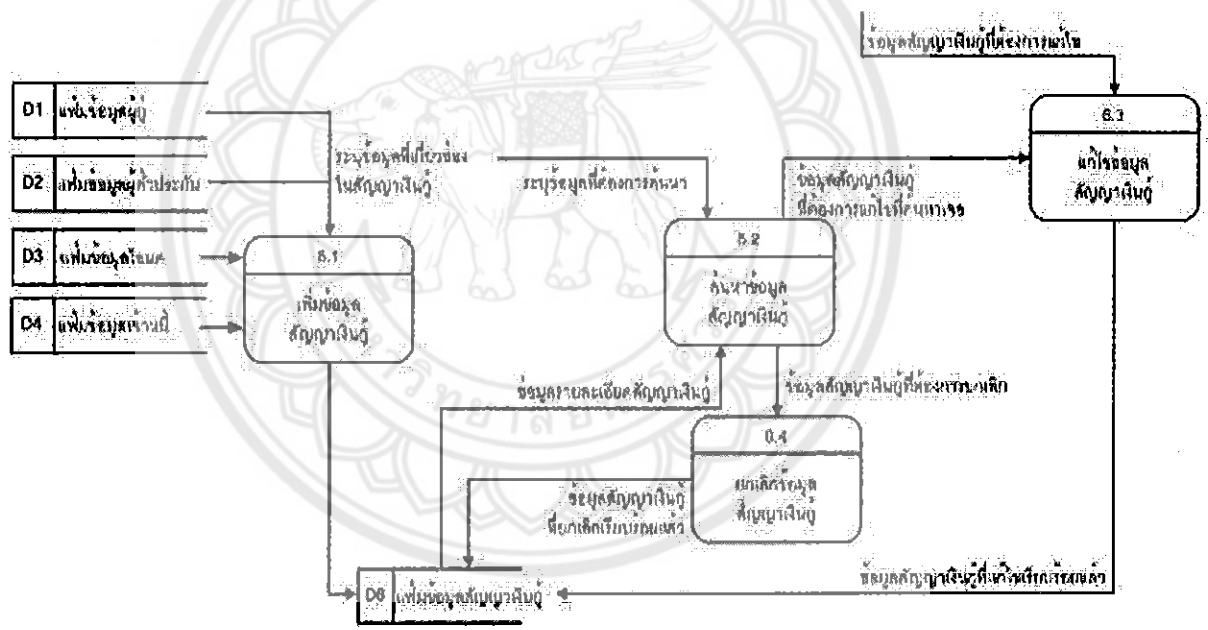 ข้อมูลสัญญาเงินกู้ที่ต้องการแก้ไข
D1 แฟ้มข้อมูลผู้กู้
D2 แฟ้มข้อมูลผู้ค้ำประกัน
D3 แฟ้มข้อมูลโฉนด
D4
ระบุข้อมูลที่เกี่ยวข้อง
ในสัญญาเงินกู้
ระบุข้อมูลที่ต้องการค้นหา
ข้อมูลสัญญาเงินกู้
ที่ต้องการแก้ไขที่ค้นหาเจอ
6.3
แก้ไขข้อมูล
สัญญาเงินกู้
6.1
เพิ่มข้อมูล
สัญญาเงินกู้
ค้นหาข้อมูล
สัญญาเงินกู้
ข้อมูลรายละเอียดสัญญาเงินกู้
ข้อมูลสัญญาเงินกู้ที่ต้องการยกเลิก
ยกเลิกข้อมูล
สัญญาเงินกู้
ข้อมูลสัญญาเงินกู้
ที่ยกเลิกเรียบร้อยแล้ว
ข้อมูลสัญญาเงินกู้ที่แก้ไขเรียบร้อยแล้ว
D6 แฟ้มข้อมูลสัญญาเงินกู้